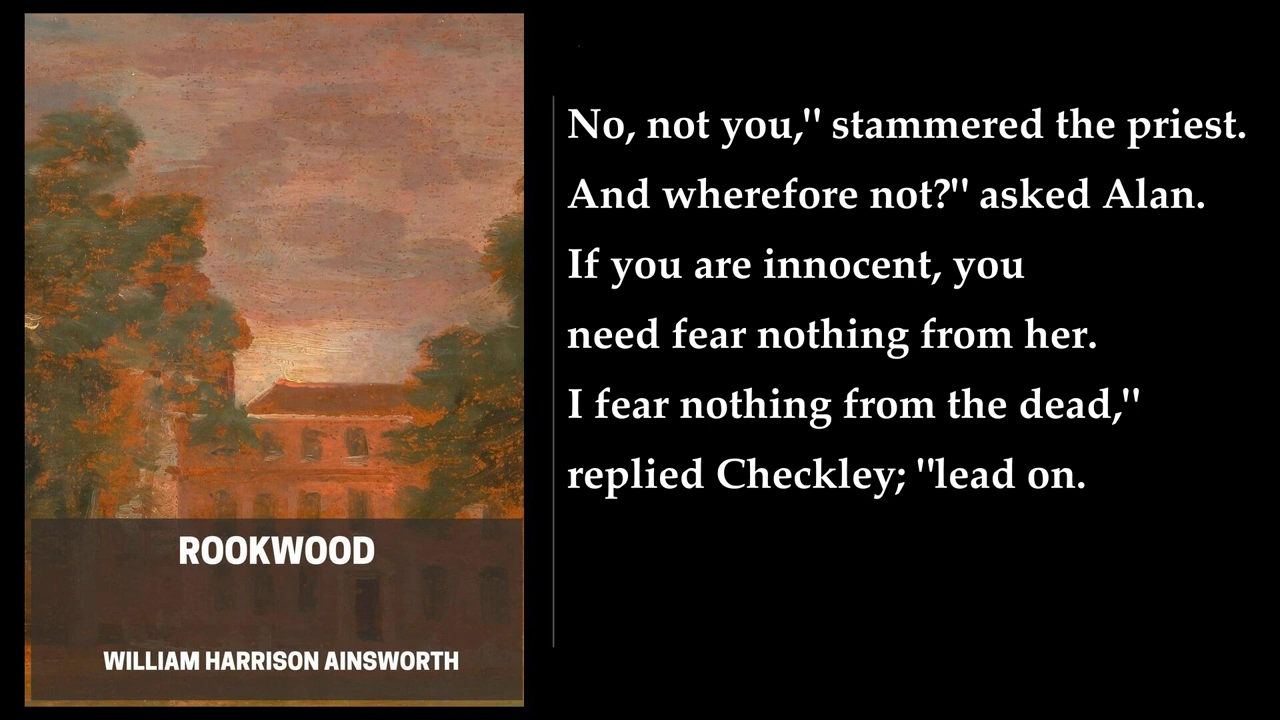 ROOKWOOD
WILLIAM HARRISON AINSWORTH
No, not you," stammered the priest.
And wherefore not?" asked Alan.
If you are innocent, you
need fear nothing from her.
I fear nothing from the dead,"
replied Checkley; "lead on.